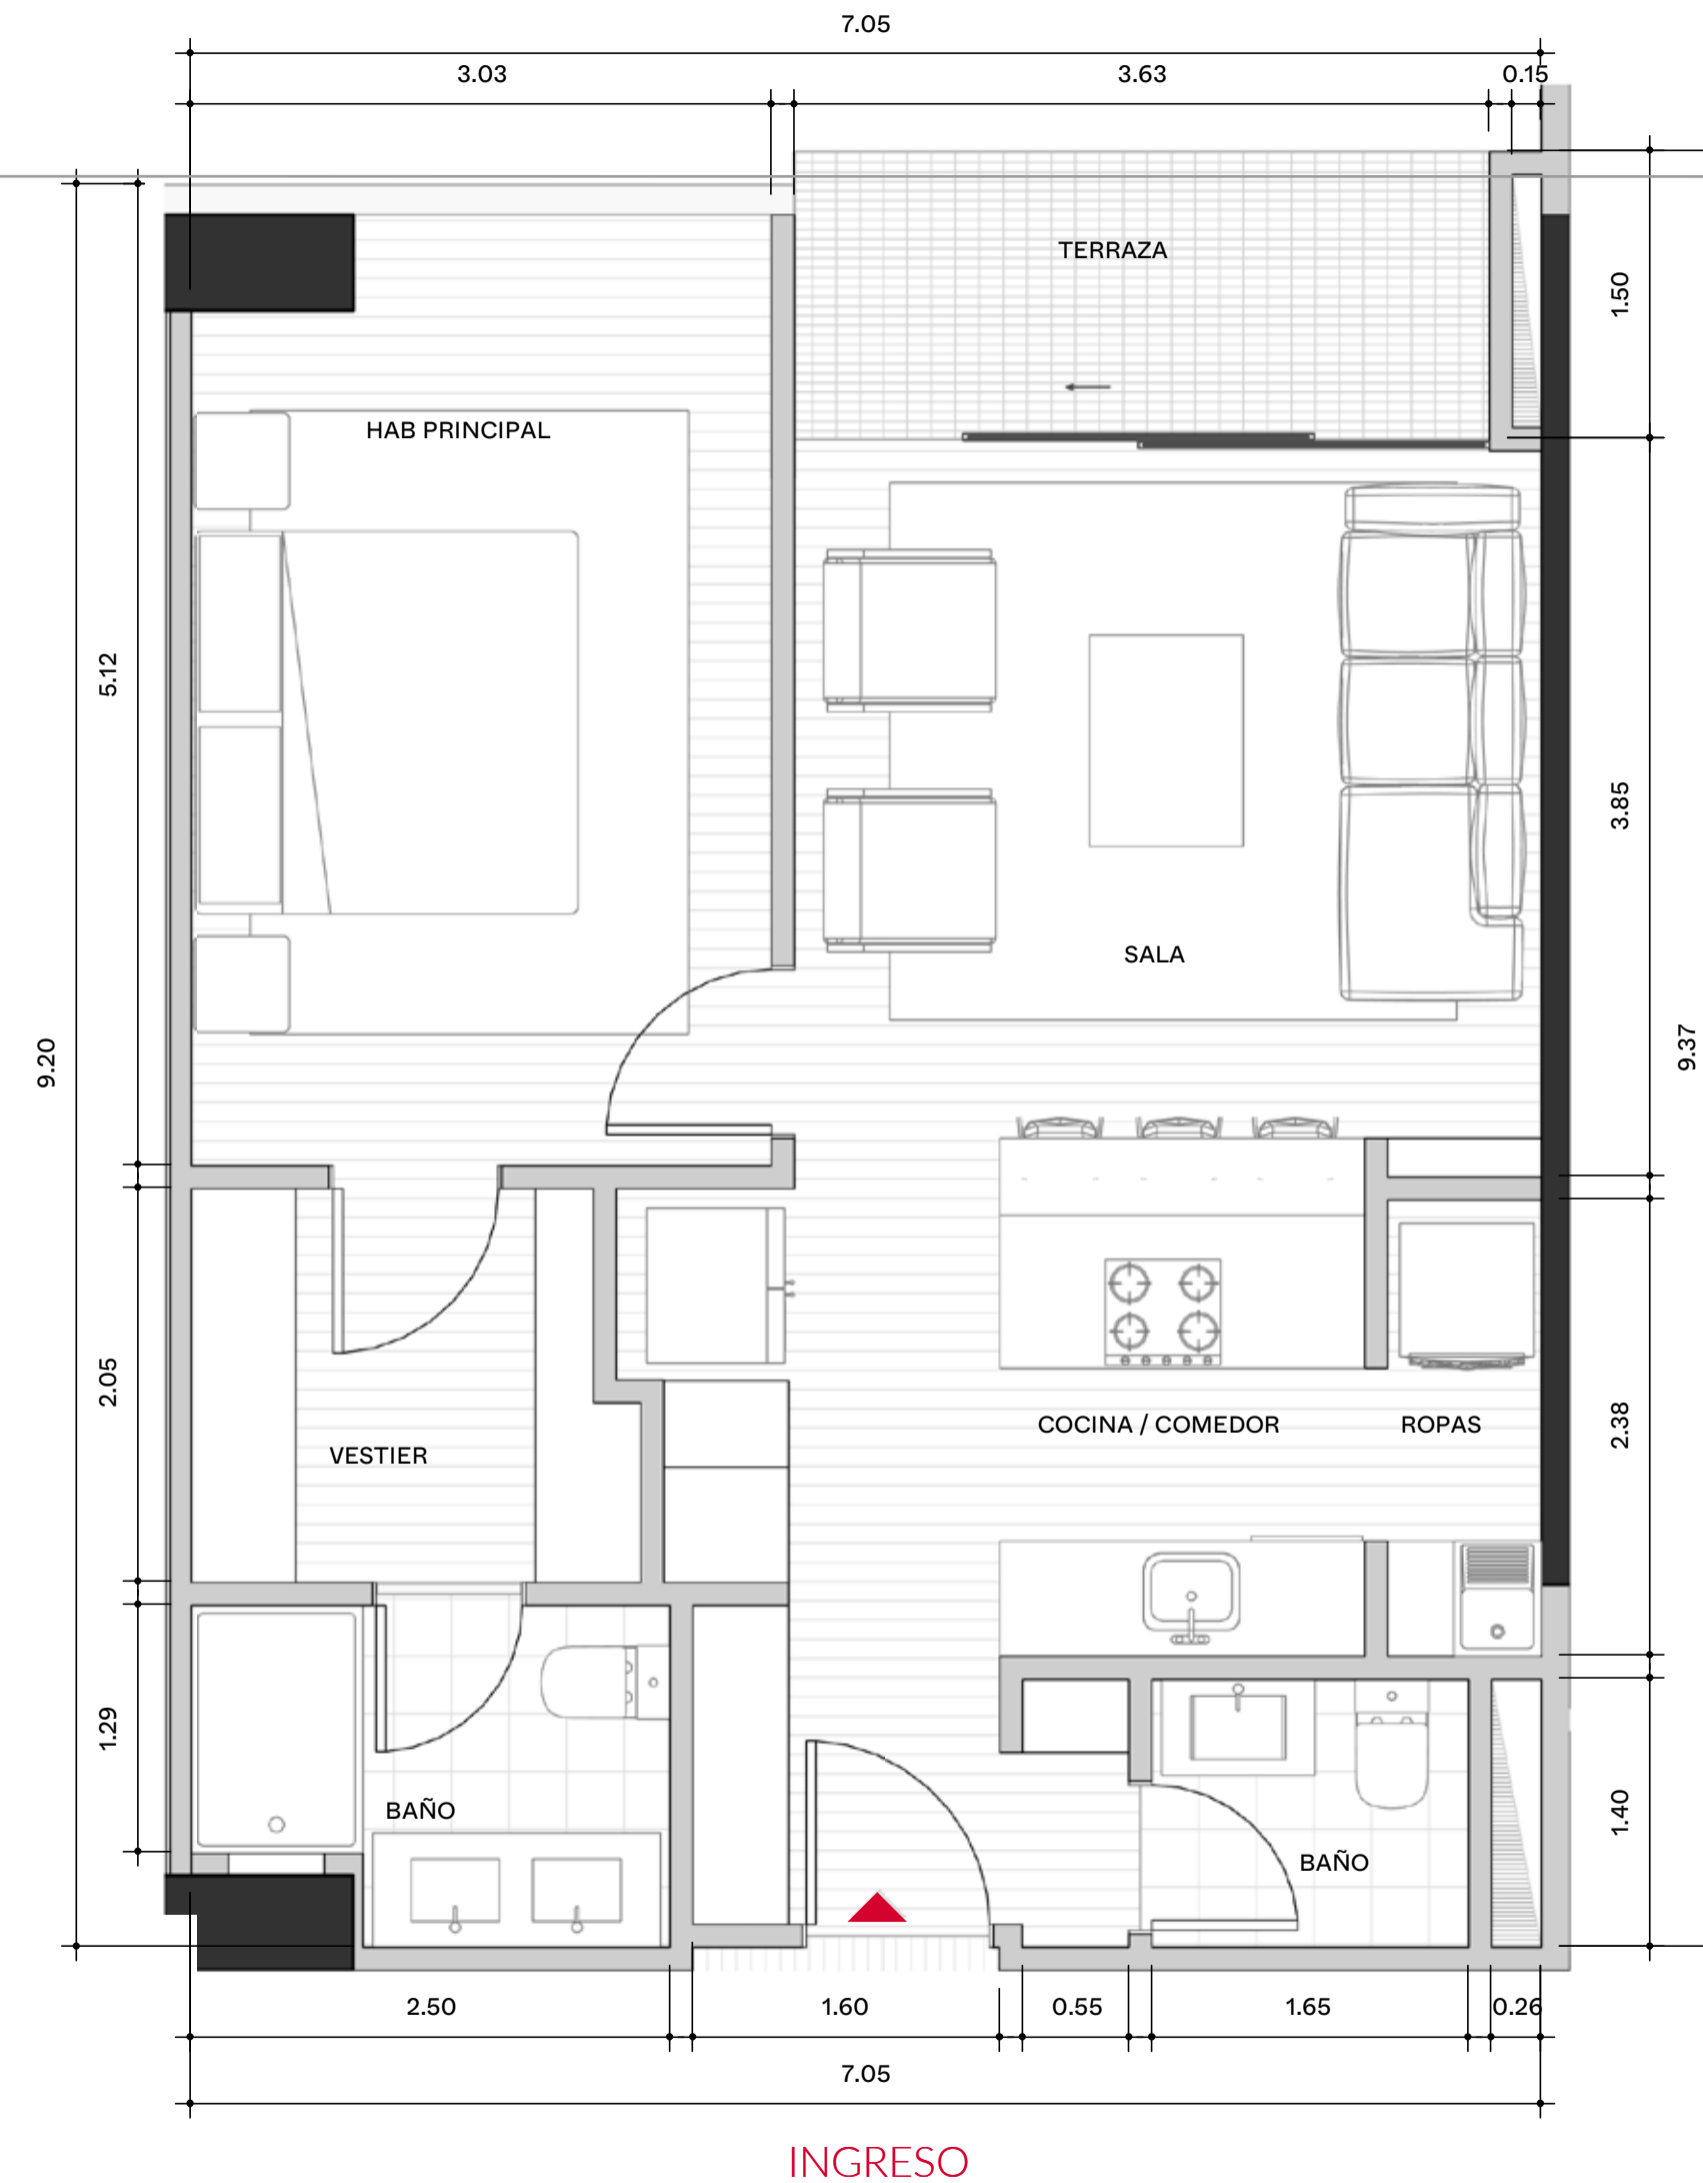 7.05
3.03
3.63
0.15
TERRAZA
1.50
HAB PRINCIPAL
5.12
3.85
SALA
9.20
9.37
2.05
COCINA / COMEDOR
ROPAS
2.38
VESTIER
1.29
BAÑO
1.40
BAÑO
2.50
1.60
0.55
1.65
0.26
7.05
INGRESO